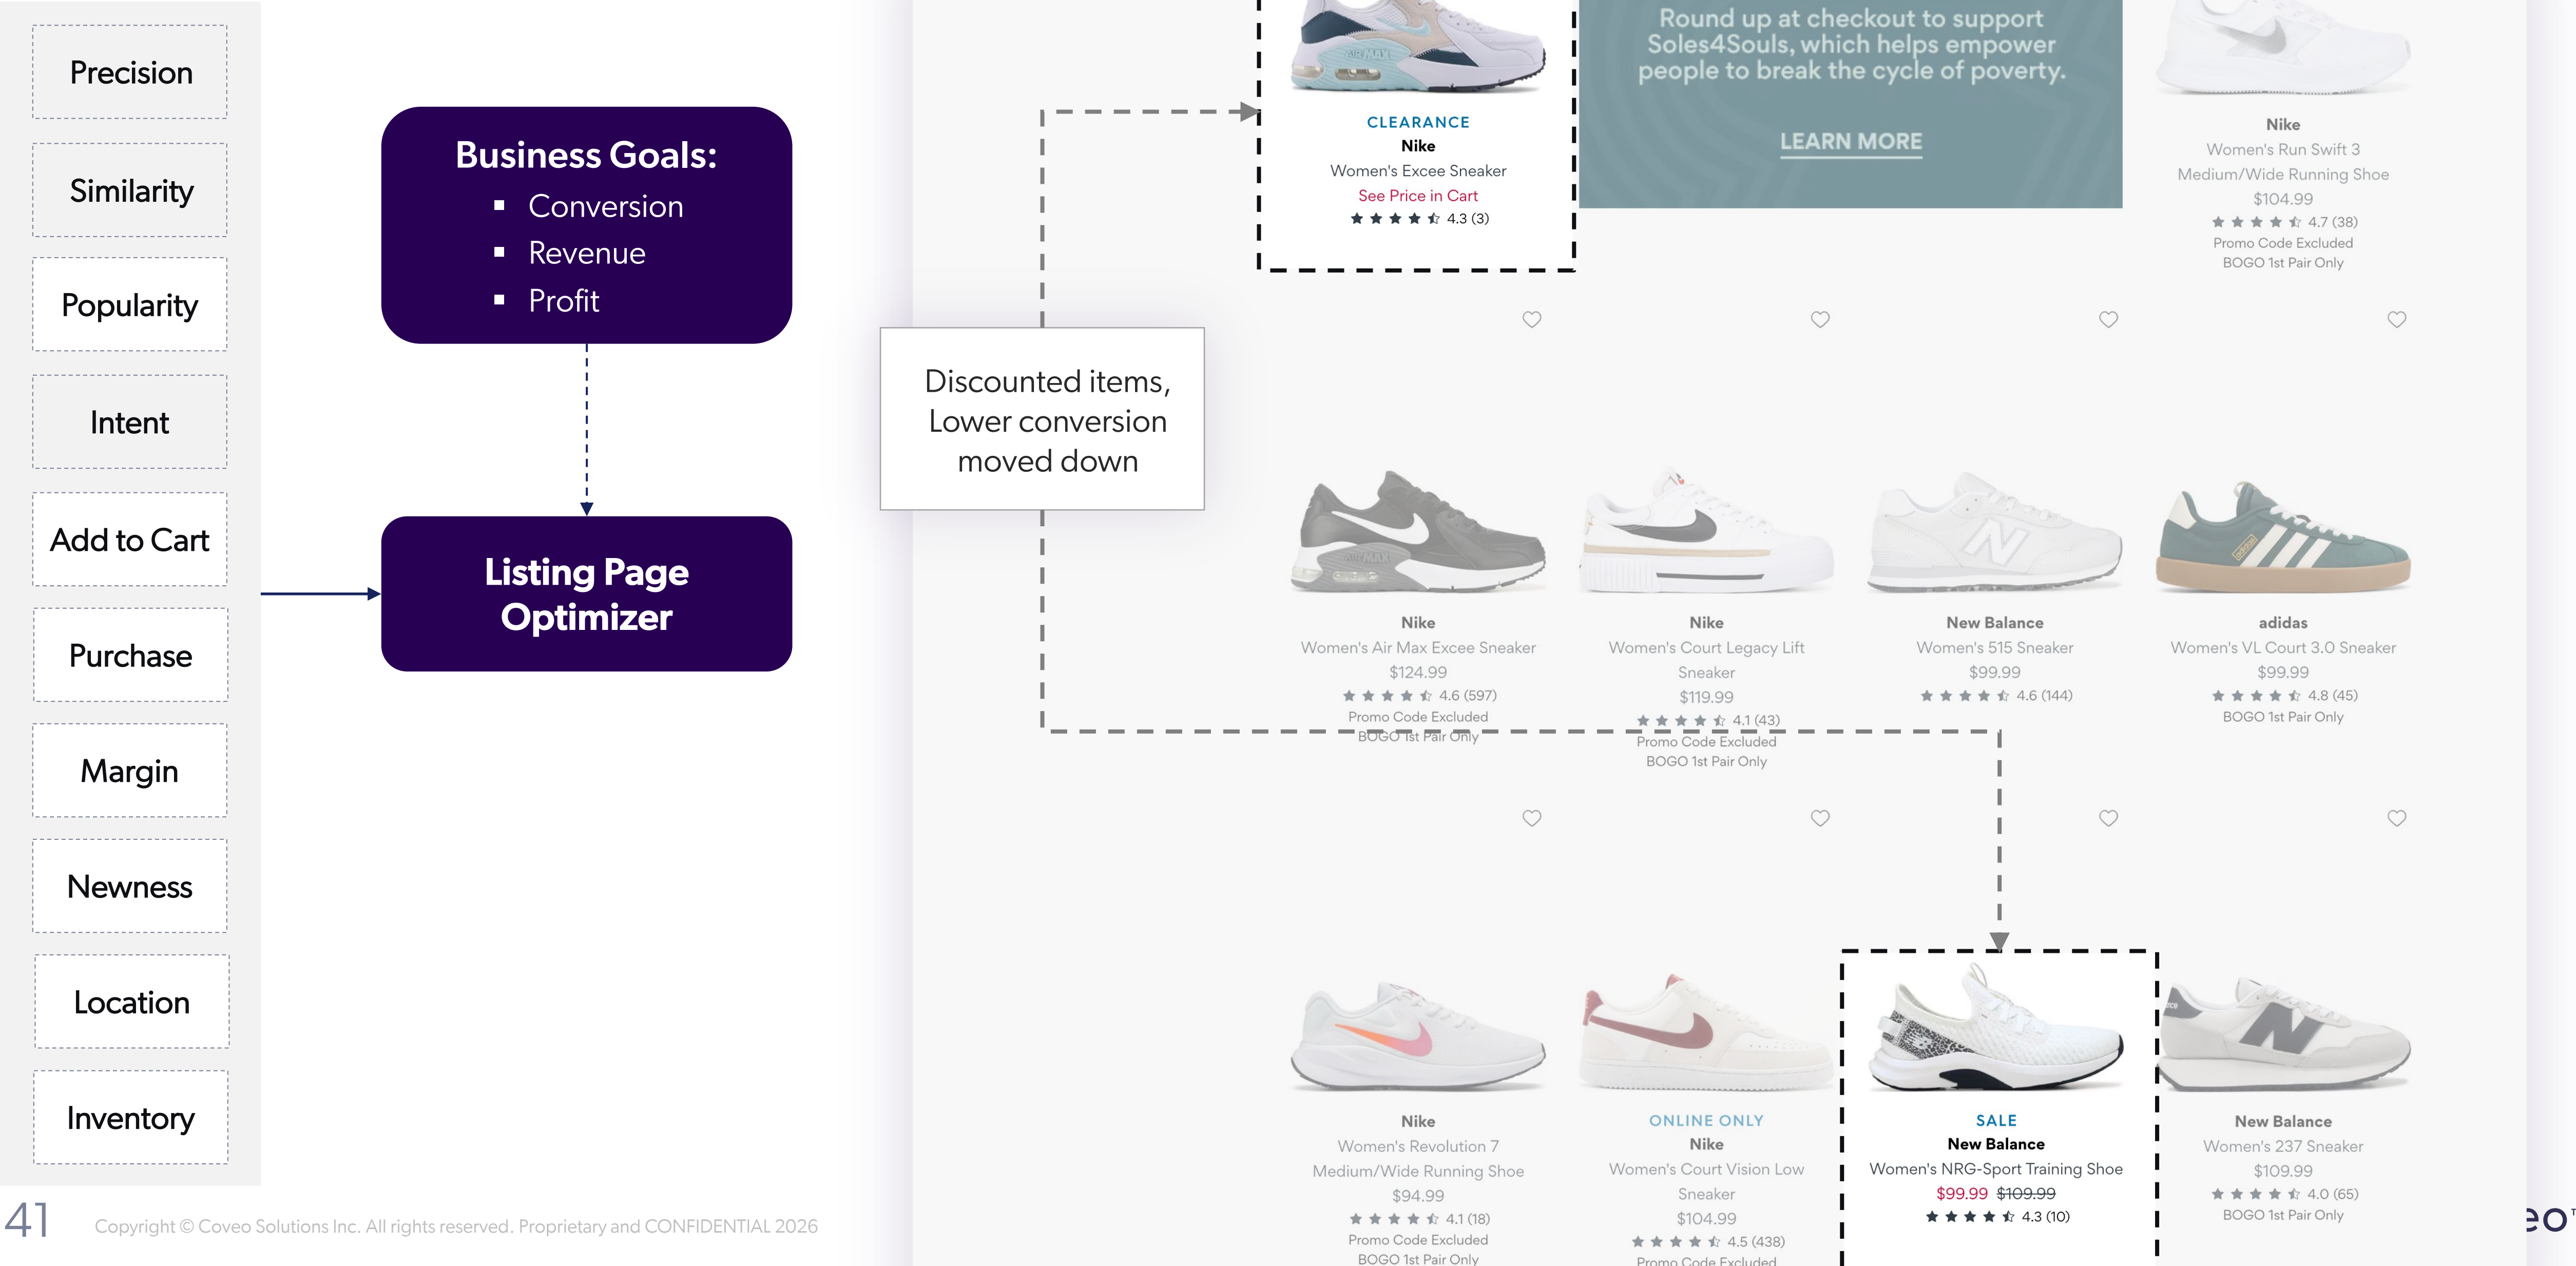 Precision
Similarity
Popularity
Intent
Add to Cart
Purchase
Margin
Newness
Location
Inventory
Business Goals:
▪ Conversion
▪ Revenue
▪ Profit
Listing Page
Optimizer
Discounted items,
Lower conversion
moved down
AIR MAX
CLEARANCE
Nike
Women's Excee Sneaker
See Price in Cart
4.3 (3)
Round up at checkout to support
Soles4Souls, which helps empower
people to break the cycle of poverty.
LEARN MORE
Nike
Women's Run Swift 3
Medium/Wide Running Shoe
$104.99
4.7 (38)
Promo Code Excluded
BOGO 1st Pair Only
AIR MAX
Nike
Women's Air Max Excee Sneaker
$124.99
4.6 (597)
Promo Code Excluded
BOGO 1st Pair Only
Nike
Women's Court Legacy Lift
Sneaker
$119.99
4.1 (43)
Promo Code Excluded
BOGO 1st Pair Only
N
New Balance
Women's 515 Sneaker
$99.99
4.6 (144)
adidas
adidas
Women's VL Court 3.0 Sneaker
$99.99
4.8 (45)
BOGO 1st Pair Only
Nike
Women's Revolution 7
Medium/Wide Running Shoe
$94.99
4.1 (18)
Promo Code Excluded
BOGO 1st Pair Only
ONLINE ONLY
Nike
Women's Court Vision Low
Sneaker
$104.99
4.5 (438)
Promo Code Excluded
SALE
New Balance
Women's NRG-Sport Training Shoe
$99.99 $109.99
4.3 (10)
N
New Balance
Women's 237 Sneaker
$109.99
4.0 (65)
BOGO 1st Pair Only
41
Copyright © Coveo Solutions Inc. All rights reserved. Proprietary and CONFIDENTIAL 2026
eo™